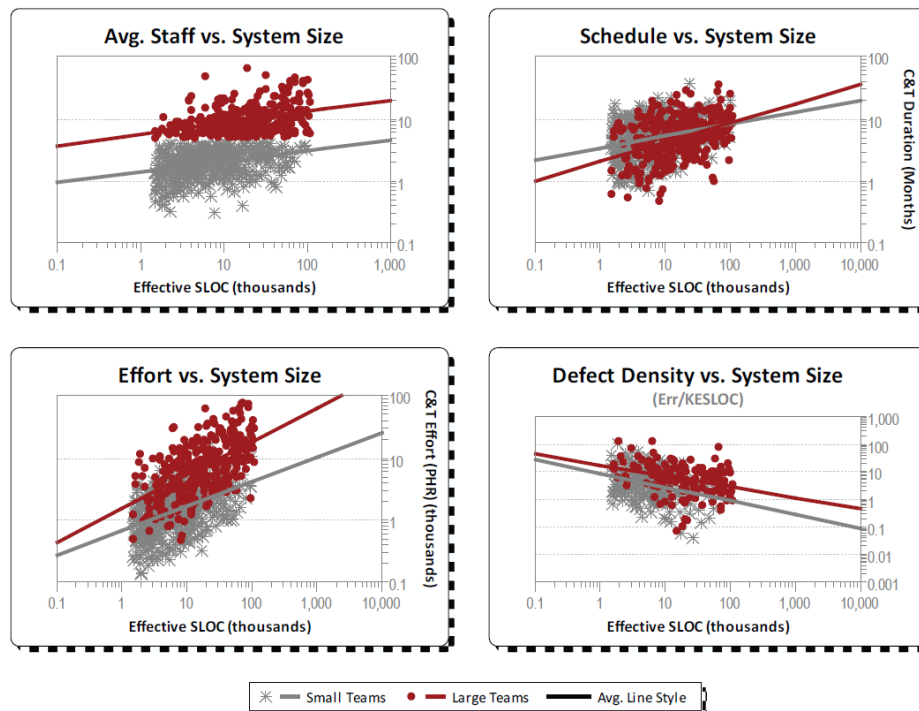 Avg. Staff vs. System Size
100
10
1
0.1
0.1 1 10 100 1,000
Effective SLOC (thousands)
Schedule vs. System Size
100
10
1
0.1
C&T Duration (Months)
0.1 1 10 100 1,000 10,000
Effective SLOC (thousands)
Effort vs. System Size
100
10
1
0.1
C&T Effort (PHR) (thousands)
0.1 1 10 100 1,000 10,000
Effective SLOC (thousands)
Defect Density vs. System Size
(Err/KESLOC)
1,000
100
10
1
0.1
0.01
0.001
0.1 1 10 100 1,000 10,000
Effective SLOC (thousands)
Small Teams Large Teams Avg. Line Style